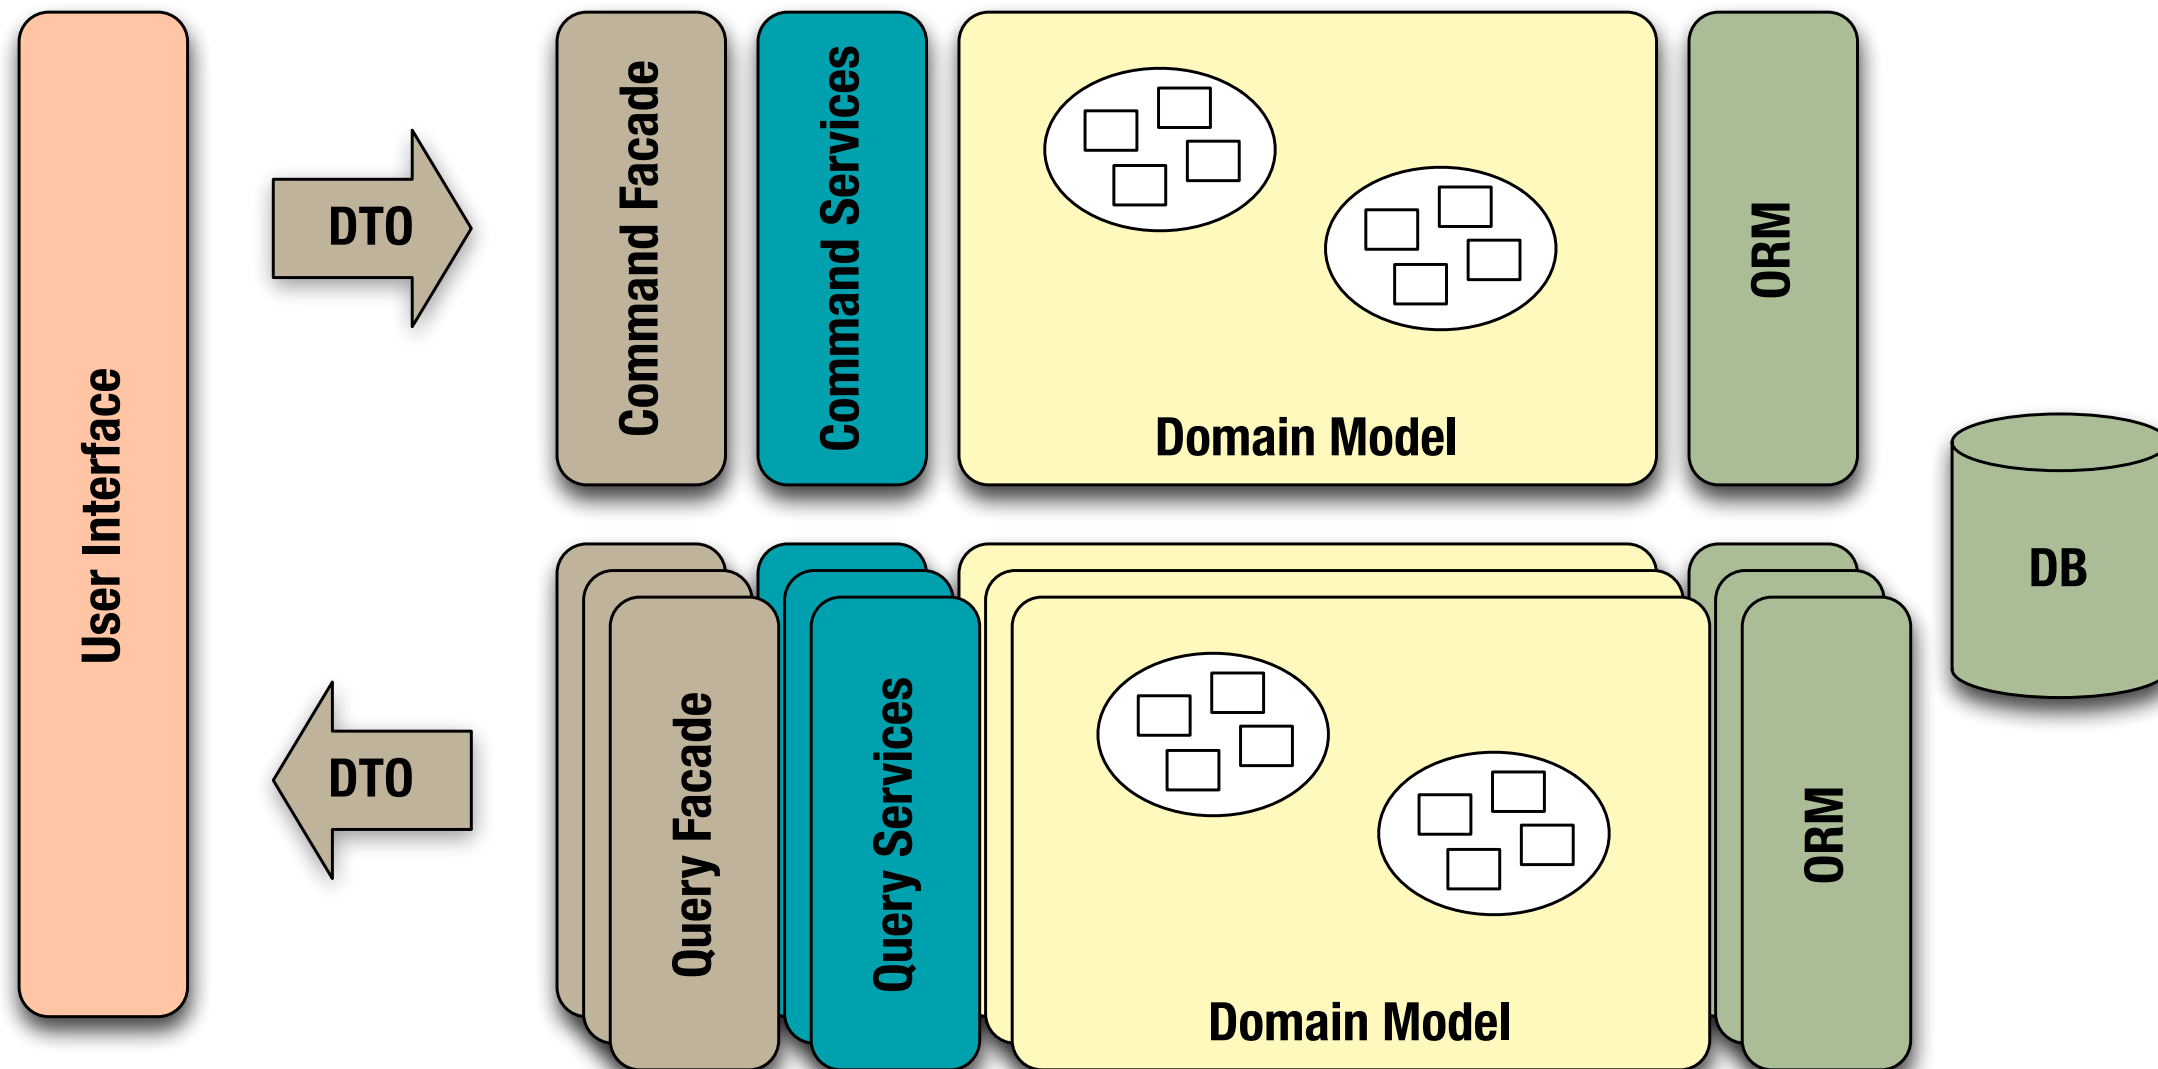 User Interface
DTO
Command Facade
Command Services
Domain Model
ORM
DB
DTO
Query Facade
Query Services
Domain Model
ORM